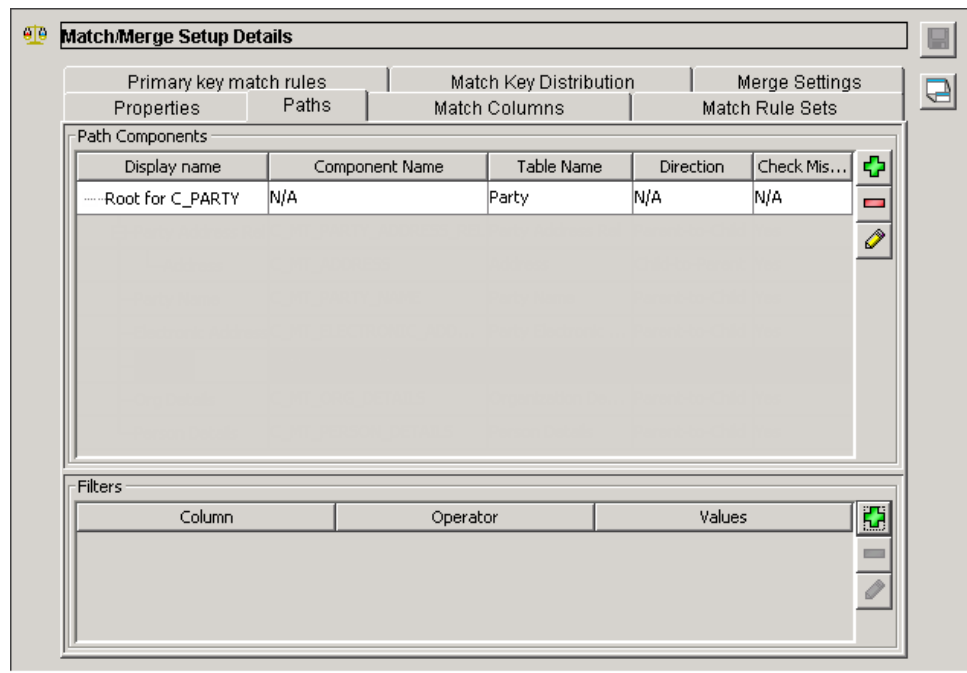 Match/Merge Setup Details
Primary key match rules Match Key Distribution Merge Settings
Properties Paths Match Columns Match Rule Sets
Path Components
Display name Component Name Table Name Direction Check Mis...
Root for C_PARTY N/A Party N/A N/A
Filters
Column Operator Values